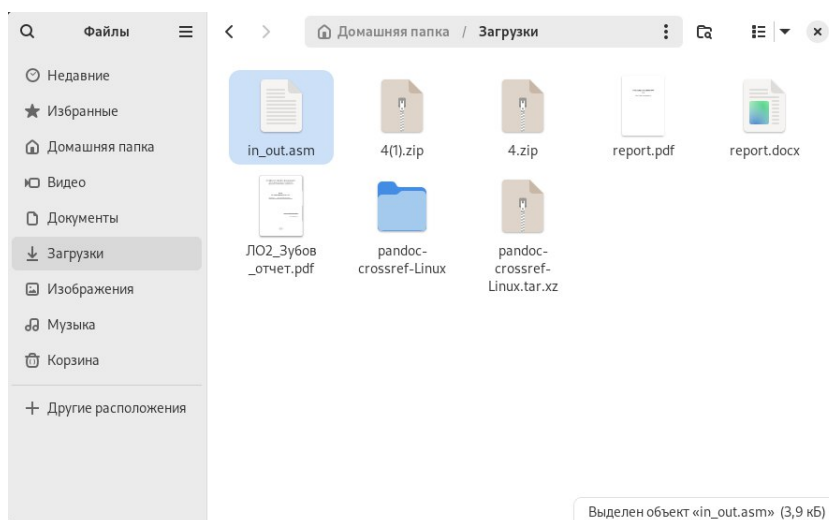 Файлы
Домашняя папка / Загрузки
Недавние
Избранные
Домашняя папка
Видео
Документы
Загрузки
Изображения
Музыка
Корзина
Другие расположения
in_out.asm
4(1).zip
4.zip
report.pdf
report.docx
ЛО2_Зубов
_отчет.pdf
pandoc-
crossref-Linux
pandoc-
crossref-
Linux.tar.xz
Выделен объект «in_out.asm» (3,9 кБ)